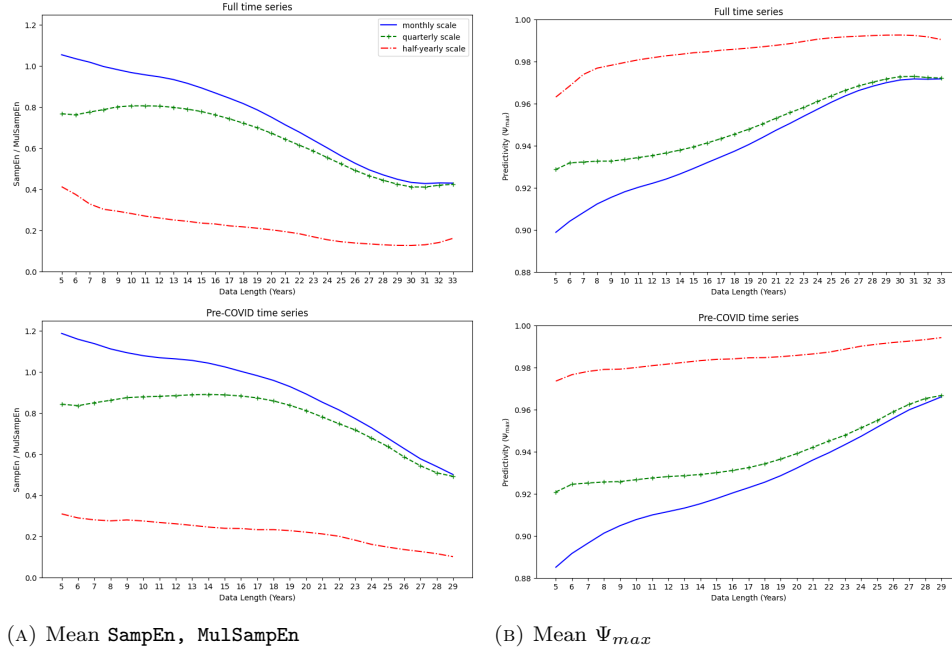 Full time series
monthly scale
quarterly scale
half-yearly scale
1.2
1.0
0.8
0.6
0.4
0.2
0.0
SampEn / MulSampEn
5 6 7 8 9 10 11 12 13 14 15 16 17 18 19 20 21 22 23 24 25 26 27 28 29 30 31 32 33
Data Length (Years)
Full time series
1.00
0.98
0.96
0.94
0.92
0.90
0.88
Predictivity (Ψmax)
5 6 7 8 9 10 11 12 13 14 15 16 17 18 19 20 21 22 23 24 25 26 27 28 29 30 31 32 33
Data Length (Years)
Pre-COVID time series
1.2
1.0
0.8
0.6
0.4
0.2
0.0
SampEn / MulSampEn
5 6 7 8 9 10 11 12 13 14 15 16 17 18 19 20 21 22 23 24 25 26 27 28 29
Data Length (Years)
Pre-COVID time series
1.00
0.98
0.96
0.94
0.92
0.90
0.88
Predictivity (Ψmax)
5 6 7 8 9 10 11 12 13 14 15 16 17 18 19 20 21 22 23 24 25 26 27 28 29
Data Length (Years)
(A) Mean SampEn, MulSampEn
(B) Mean Ψmax